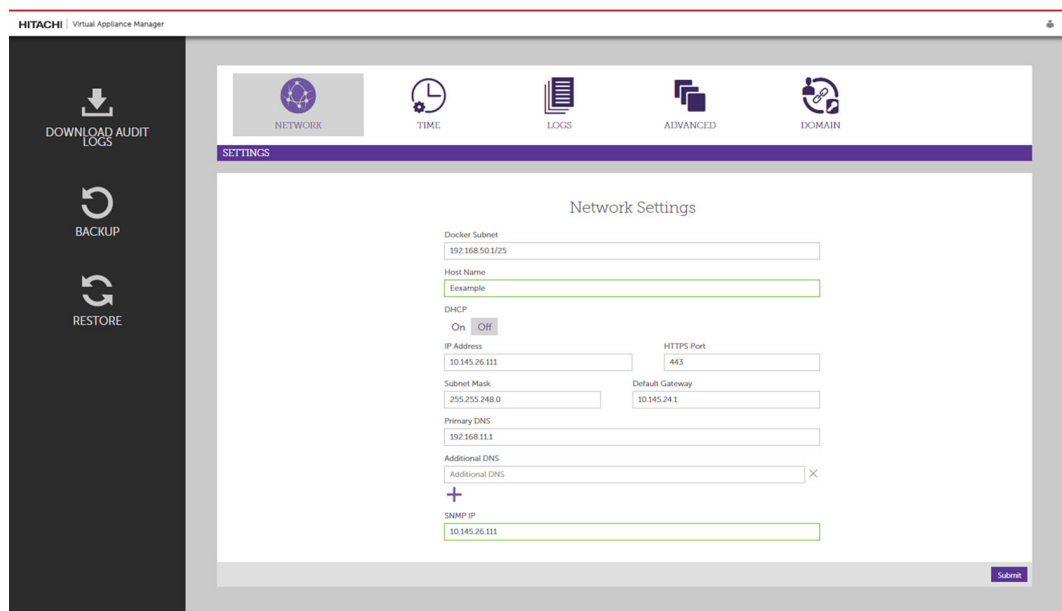 HITACHI Virtual Appliance Manager
DOWNLOAD AUDIT
LOGS
BACKUP
RESTORE
NETWORK TIME LOGS ADVANCED DOMAIN
SETTINGS
Network Settings
Docker Subnet
192.168.50.1/25
Host Name
Eexample
DHCP
On Off
IP Address HTTPS Port
10.145.26.111 443
Subnet Mask Default Gateway
255.255.248.0 10.145.24.1
Primary DNS
192.168.11.1
Additional DNS
Additional DNS
SNMP IP
10.145.26.111
Submit